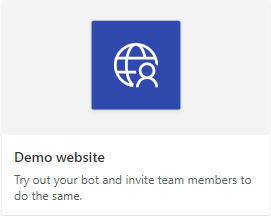 Demo website
Try out your bot and invite team members to
do the same.